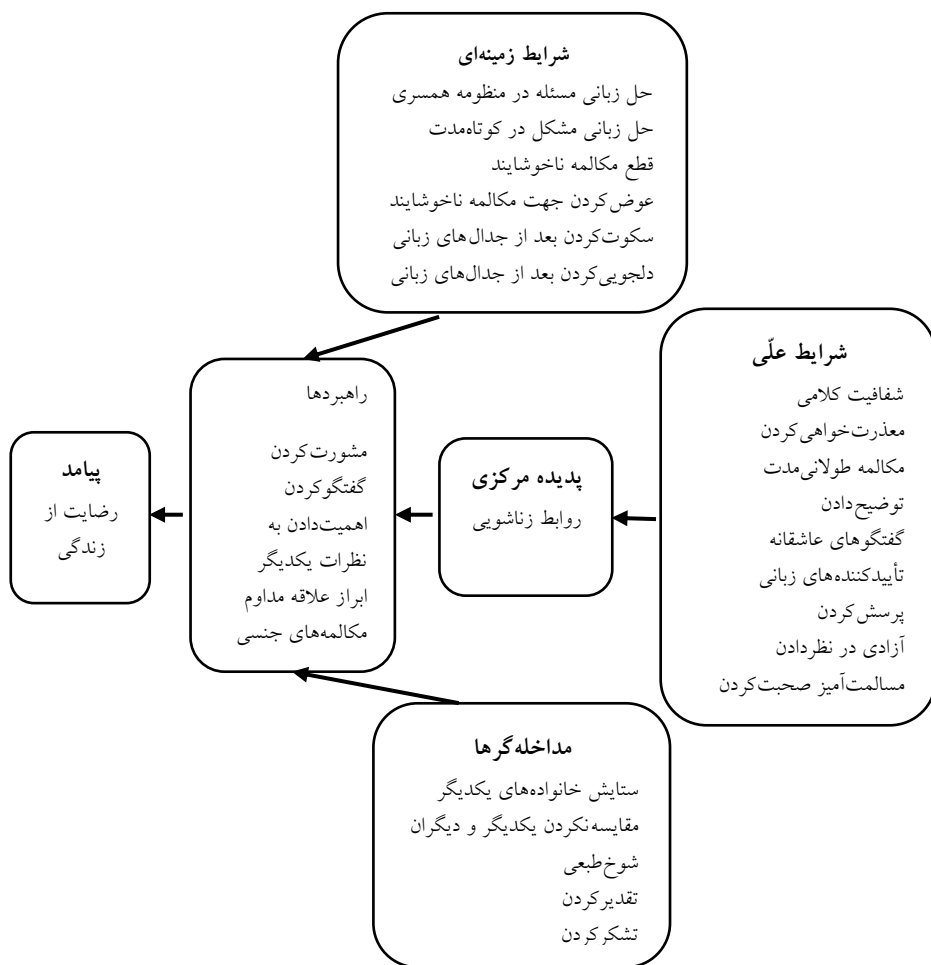 شرایط زمینه‌ای
حل زبانی مسئله در منظومه همسری
حل زبانی مشکل در کوتاه‌مدت
قطع مکالمه ناخوشایند
عوض‌کردن جهت مکالمه ناخوشایند
سکوت‌کردن بعد از جدال‌های زبانی
دلجویی‌کردن بعد از جدال‌های زبانی
شرایط علّی
شفافیت کلامی
معذرت‌خواهی‌کردن
مکالمه طولانی‌مدت
توضیح‌دادن
گفتگوهای عاشقانه
تأییدکننده‌های زبانی
پرسش‌کردن
آزادی در نظردادن
مسالمت‌آمیز صحبت‌کردن
پدیده مرکزی
روابط زناشویی
راهبردها
مشورت‌کردن
گفتگوکردن
اهمیت‌دادن به
نظرات یکدیگر
ابراز علاقه مداوم
مکالمه‌های جنسی
پیامد
رضایت از
زندگی
مداخله‌گرها
ستایش خانواده‌های یکدیگر
مقایسه‌نکردن یکدیگر و دیگران
شوخ‌طبعی
تقدیرکردن
تشکرکردن